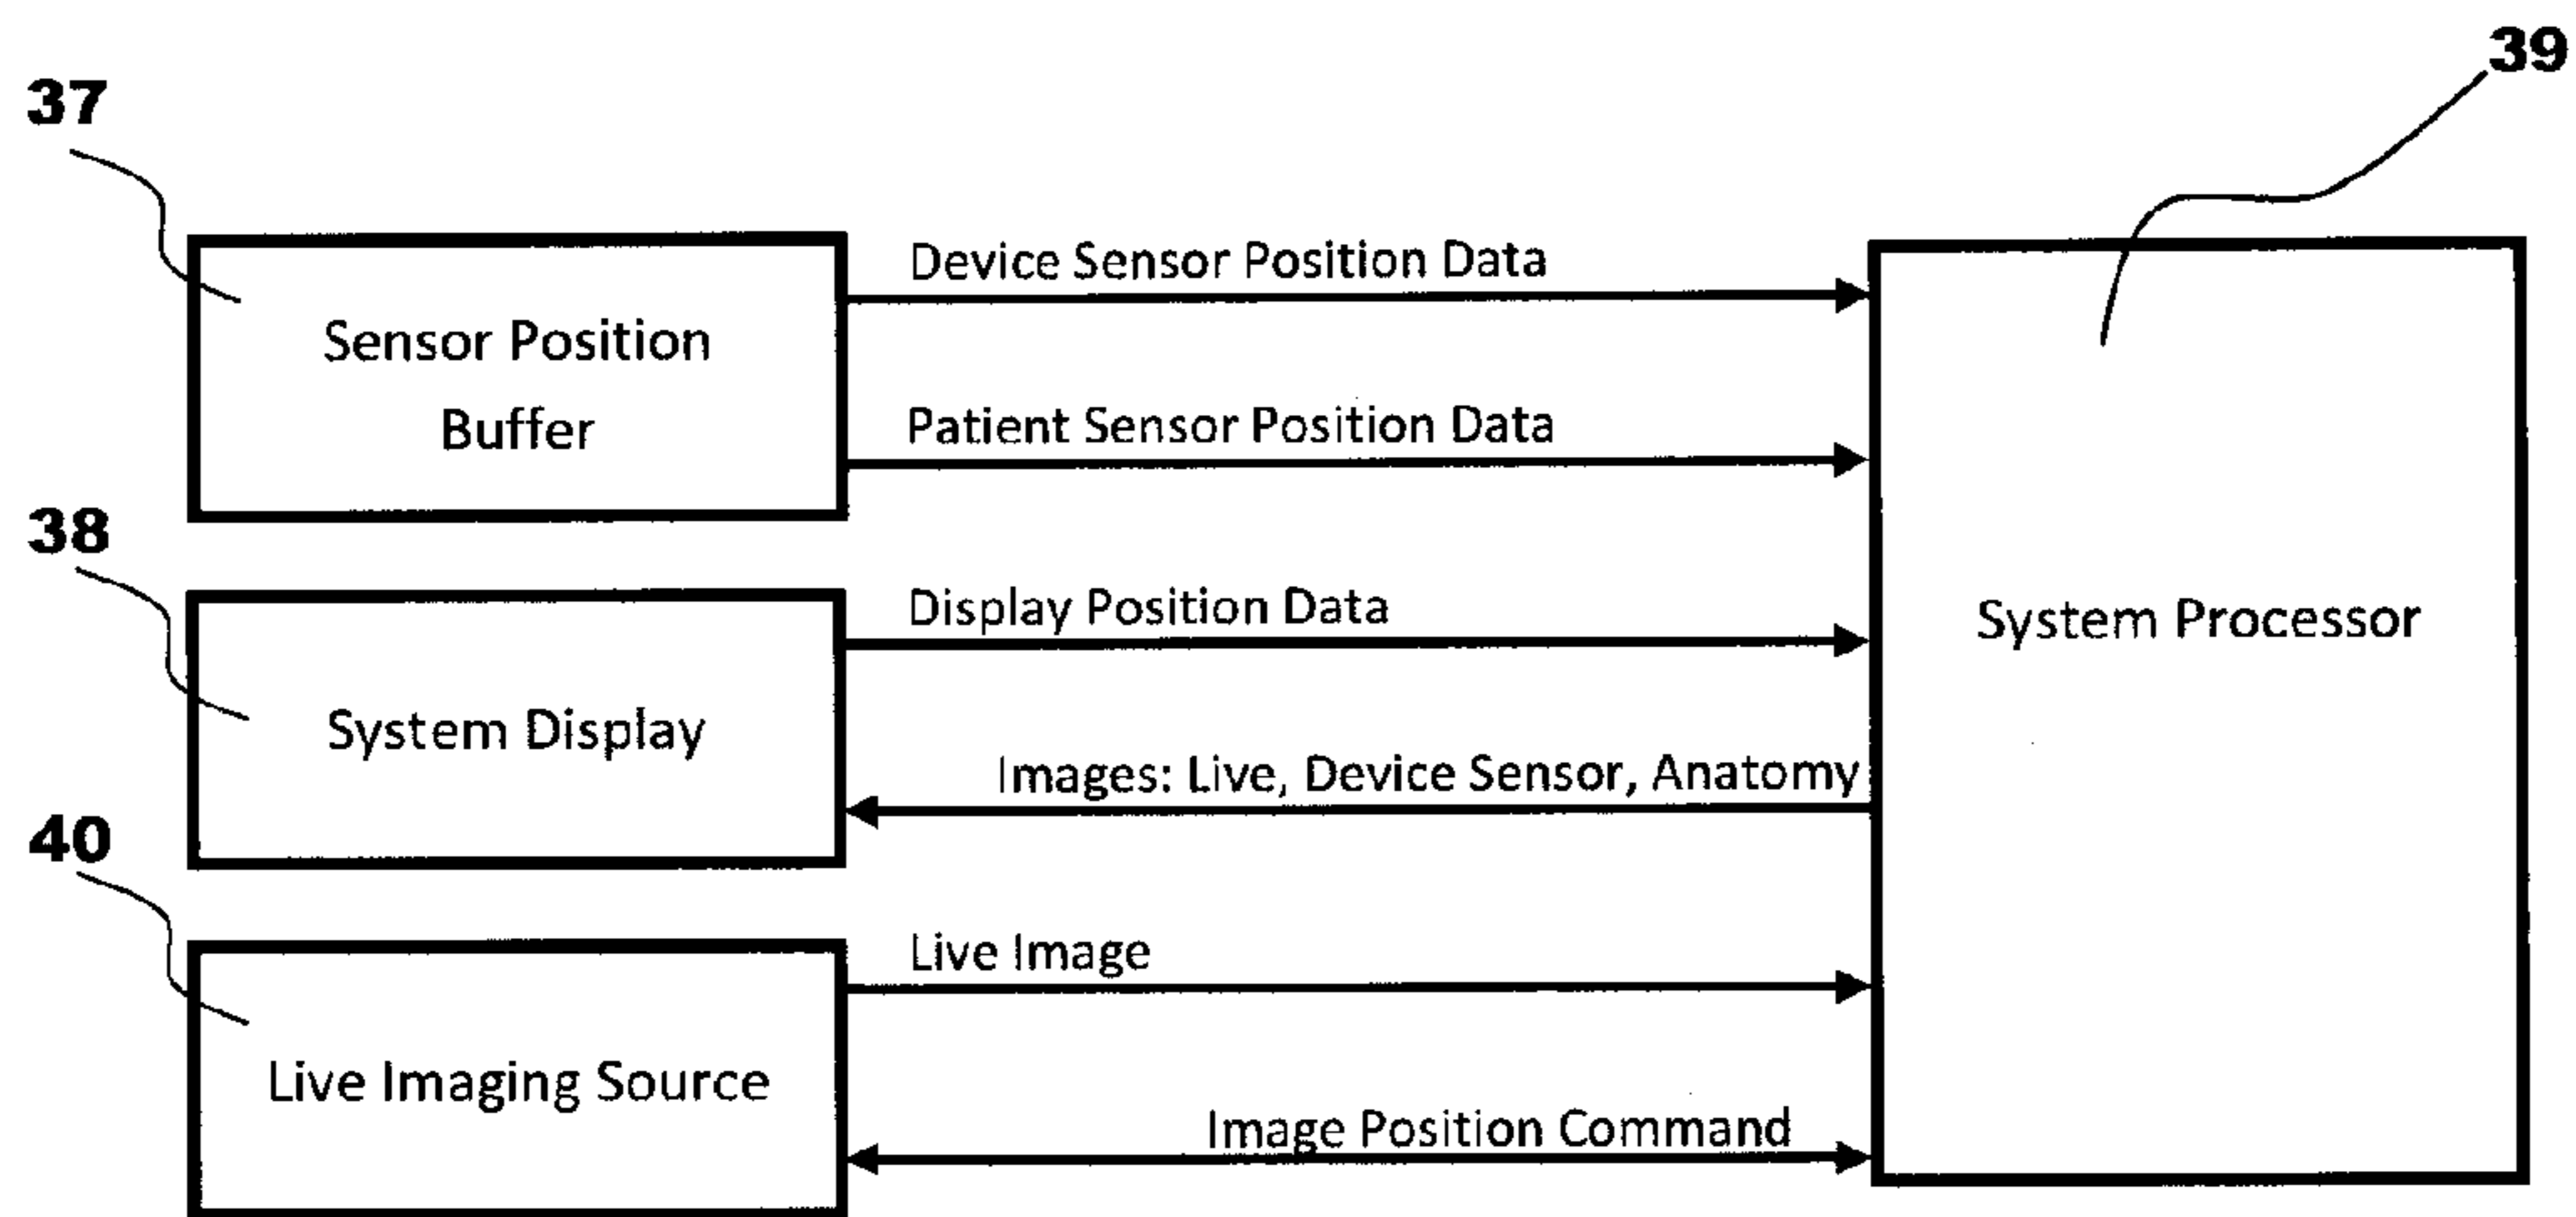 39
37
Device Sensor Position Data
Sensor Position
Buffer
Patient Sensor Position Data
38
Display Position Data
System Processor
System Display
Images: Live, Device Sensor, Anatomy
40
Live Image
Live Imaging Source
Image Position Command